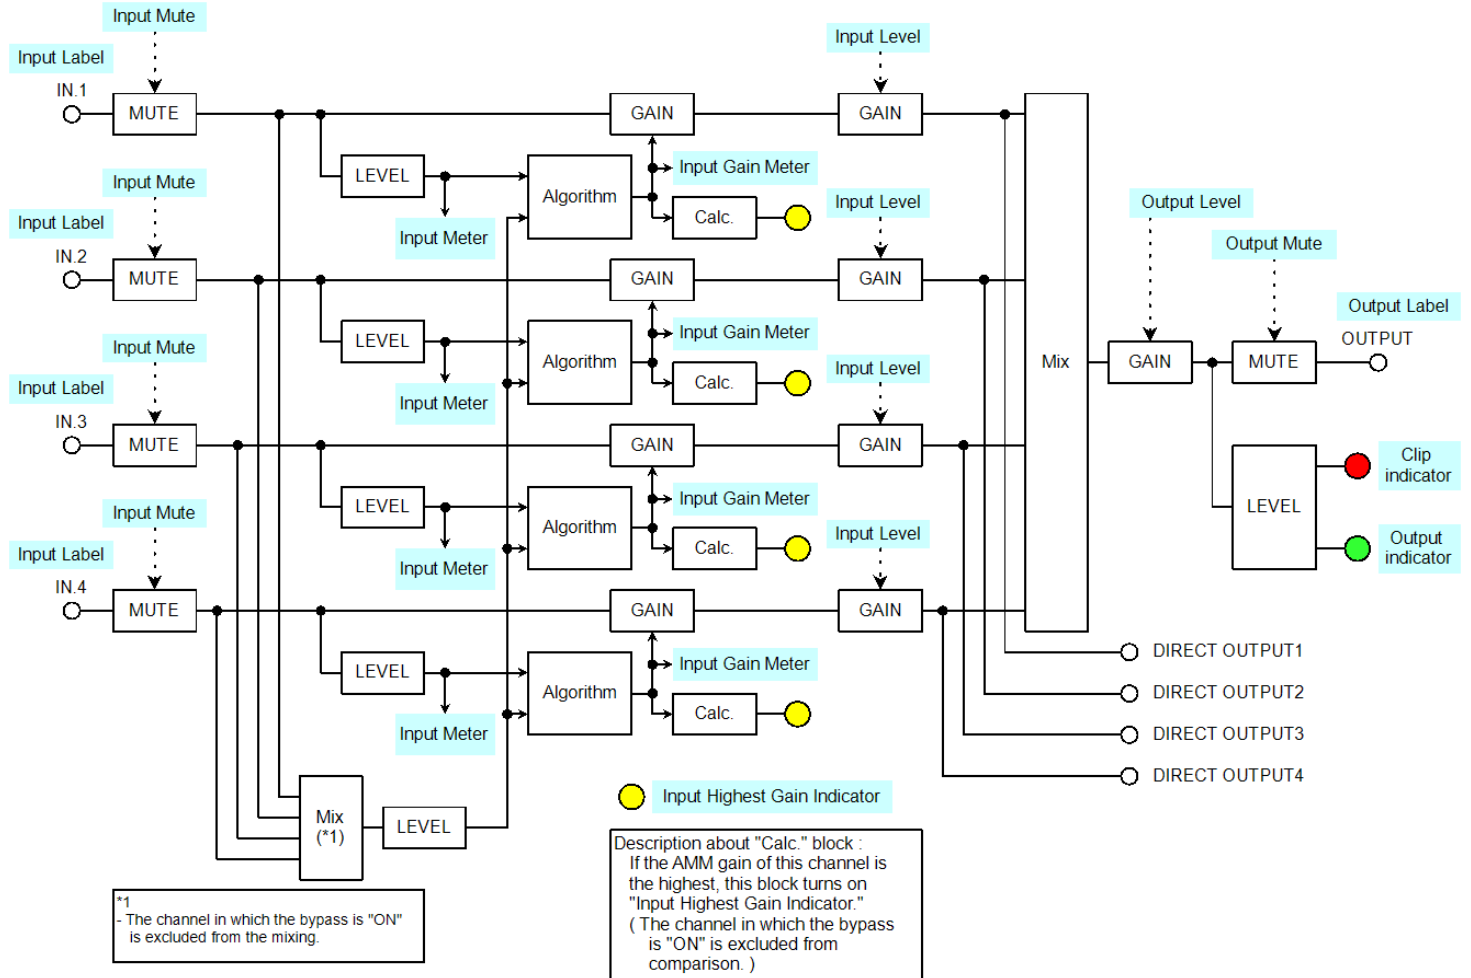 Input Mute
Input Level
Input Label
IN.1
MUTE
GAIN
GAIN
LEVEL
Input Gain Meter
Algorithm
Input Mute
Input Level
Output Level
Calc.
Input Label
Input Meter
Output Mute
IN.2
MUTE
GAIN
GAIN
Output Label
Input Gain Meter
OUTPUT
LEVEL
Input Mute
Algorithm
Mix
GAIN
MUTE
Input Level
Calc.
Input Label
Input Meter
IN.3
MUTE
GAIN
GAIN
Clip
indicator
Input Gain Meter
LEVEL
LEVEL
Input Mute
Algorithm
Input Level
Output
indicator
Calc.
Input Label
Input Meter
IN.4
MUTE
GAIN
GAIN
DIRECT OUTPUT1
Input Gain Meter
LEVEL
Algorithm
DIRECT OUTPUT2
Calc.
Input Meter
DIRECT OUTPUT3
DIRECT OUTPUT4
Input Highest Gain Indicator
Mix
(*1)
LEVEL
Description about "Calc." block :
If the AMM gain of this channel is
the highest, this block turns on
"Input Highest Gain Indicator."
( The channel in which the bypass
is "ON" is excluded from
comparison. )
*1
- The channel in which the bypass is "ON"
is excluded from the mixing.